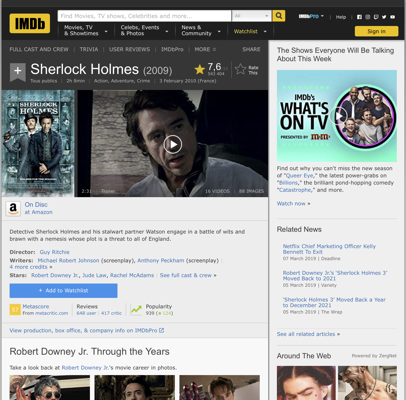 IMDb
Find Movies, TV shows, Celebrities and more...
All
Movies, TV & Showtimes
Celebs, Events & Photos
News & Community
Watchlist
IMDbPro
Help
Sign in
FULL CAST AND CREW | TRIVIA | USER REVIEWS | IMDbPro | MORE
SHARE
Sherlock Holmes (2009)
7,6
Rate This
Tous publics | 2h 8min | Action, Adventure, Crime | 3 February 2010 (France)
SHERLOCK HOLMES
2:31
16 VIDEOS | 88 IMAGES
On Disc
at Amazon
Detective Sherlock Holmes and his stalwart partner Watson engage in a battle of wits and
brawn with a nemesis whose plot is a threat to all of England.
Director: Guy Ritchie
Writers: Michael Robert Johnson (screenplay), Anthony Peckham (screenplay) |
4 more credits »
Stars: Robert Downey Jr., Jude Law, Rachel McAdams | See full cast & crew »
+ Add to Watchlist
Metascore
From metacritic.com
Reviews
648 user | 417 critic
Popularity
View production, box office, & company info on IMDbPro
Robert Downey Jr. Through the Years
Take a look back at Robert Downey Jr.'s movie career in photos.
The Shows Everyone Will Be Talking
About This Week
IMDb's
WHAT'S
ON TV
PRESENTED BY M&M'S
Find out why you can't miss the new season
of "Queer Eye," the latest power-grabs on
"Billions," the brilliant pond-hopping comedy
"Catastrophe," and more.
Watch now »
Related News
Netflix Chief Marketing Officer Kelly
Bennett To Exit
07 March 2019 | Deadline
Robert Downey Jr.'s 'Sherlock Holmes 3'
Moved Back
05 March 2019 | Variety
'Sherlock Holmes 3' Moved Back a Year
to December 2021
05 March 2019 | The Wrap
See all related articles »
Around The Web
Powered by ZergNet